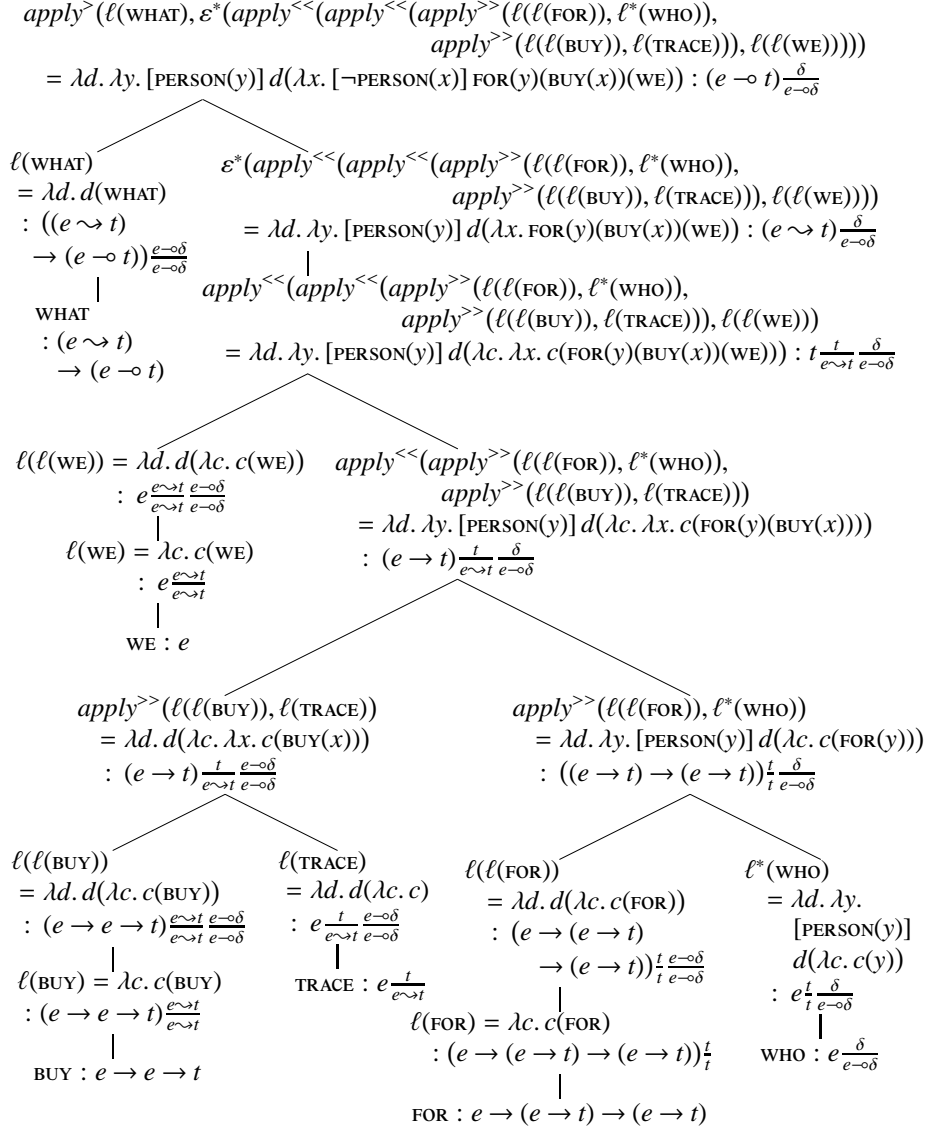 apply^>(ℓ(WHAT), ε*(apply^<<(apply^<<(apply^>>(ℓ(ℓ(FOR)), ℓ*(WHO)),
apply^>>(ℓ(ℓ(BUY)), ℓ(TRACE))), ℓ(ℓ(WE)))))
= λd. λy. [PERSON(y)] d(λx. [¬PERSON(x)] FOR(y)(BUY(x))(WE)) : (e ⊸ t) δ/(e⊸δ)
ℓ(WHAT)
= λd. d(WHAT)
: ((e ⇝ t)
→ (e ⊸ t)) (e⊸δ)/(e⊸δ)
WHAT
: (e ⇝ t)
→ (e ⊸ t)
ε*(apply^<<(apply^<<(apply^>>(ℓ(ℓ(FOR)), ℓ*(WHO)),
apply^>>(ℓ(ℓ(BUY)), ℓ(TRACE))), ℓ(ℓ(WE))))
= λd. λy. [PERSON(y)] d(λx. FOR(y)(BUY(x))(WE)) : (e ⇝ t) δ/(e⊸δ)
apply^<<(apply^<<(apply^>>(ℓ(ℓ(FOR)), ℓ*(WHO)),
apply^>>(ℓ(ℓ(BUY)), ℓ(TRACE))), ℓ(ℓ(WE)))
= λd. λy. [PERSON(y)] d(λc. λx. c(FOR(y)(BUY(x))(WE))) : t t/(e⇝t) δ/(e⊸δ)
ℓ(ℓ(WE)) = λd. d(λc. c(WE))
: e (e⇝t)/(e⇝t) (e⊸δ)/(e⊸δ)
ℓ(WE) = λc. c(WE)
: e (e⇝t)/(e⇝t)
WE : e
apply^<<(apply^>>(ℓ(ℓ(FOR)), ℓ*(WHO)),
apply^>>(ℓ(ℓ(BUY)), ℓ(TRACE)))
= λd. λy. [PERSON(y)] d(λc. λx. c(FOR(y)(BUY(x))))
: (e → t) t/(e⇝t) δ/(e⊸δ)
apply^>>(ℓ(ℓ(BUY)), ℓ(TRACE))
= λd. d(λc. λx. c(BUY(x)))
: (e → t) t/(e⇝t) (e⊸δ)/(e⊸δ)
apply^>>(ℓ(ℓ(FOR)), ℓ*(WHO))
= λd. λy. [PERSON(y)] d(λc. c(FOR(y)))
: ((e → t) → (e → t)) t/t δ/(e⊸δ)
ℓ(ℓ(BUY))
= λd. d(λc. c(BUY))
: (e → e → t) (e⇝t)/(e⇝t) (e⊸δ)/(e⊸δ)
ℓ(BUY) = λc. c(BUY)
: (e → e → t) (e⇝t)/(e⇝t)
BUY : e → e → t
ℓ(TRACE)
= λd. d(λc. c)
: e t/(e⇝t) (e⊸δ)/(e⊸δ)
TRACE : e t/(e⇝t)
ℓ(ℓ(FOR))
= λd. d(λc. c(FOR))
: (e → (e → t)
→ (e → t)) t/t (e⊸δ)/(e⊸δ)
ℓ(FOR) = λc. c(FOR)
: (e → (e → t) → (e → t)) t/t
FOR : e → (e → t) → (e → t)
ℓ*(WHO)
= λd. λy.
[PERSON(y)]
d(λc. c(y))
: e t/t δ/(e⊸δ)
WHO : e δ/(e⊸δ)